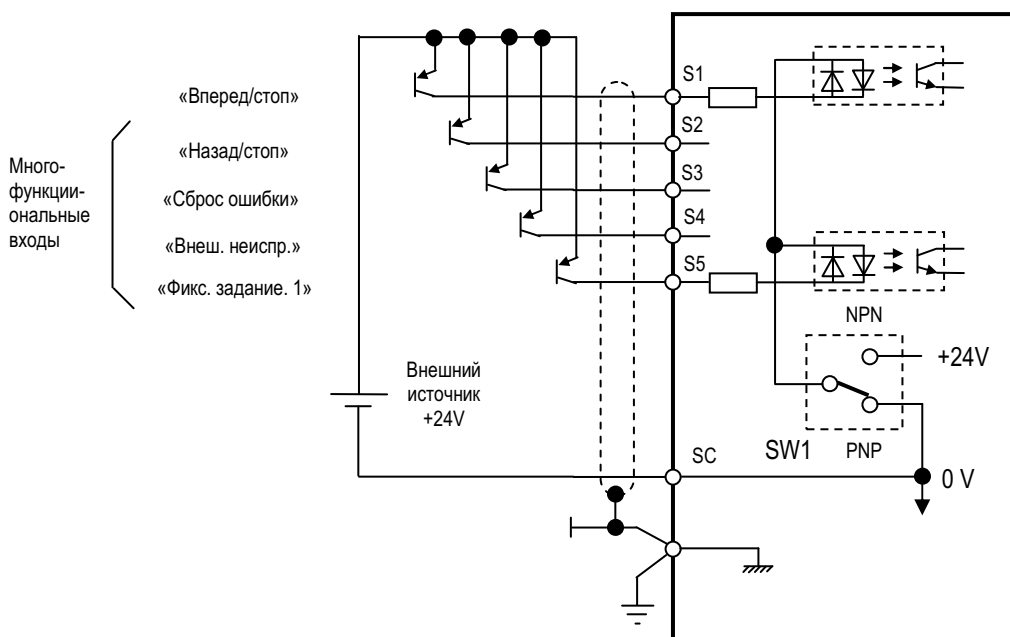 «Вперед/стоп»
Много-
функци-
ональные
входы
«Назад/стоп»
«Сброс ошибки»
«Внеш. неиспр.»
«Фикс. задание. 1»
Внешний
источник
+24V
S1
S2
S3
S4
S5
SC
NPN
+24V
SW1
PNP
0 V